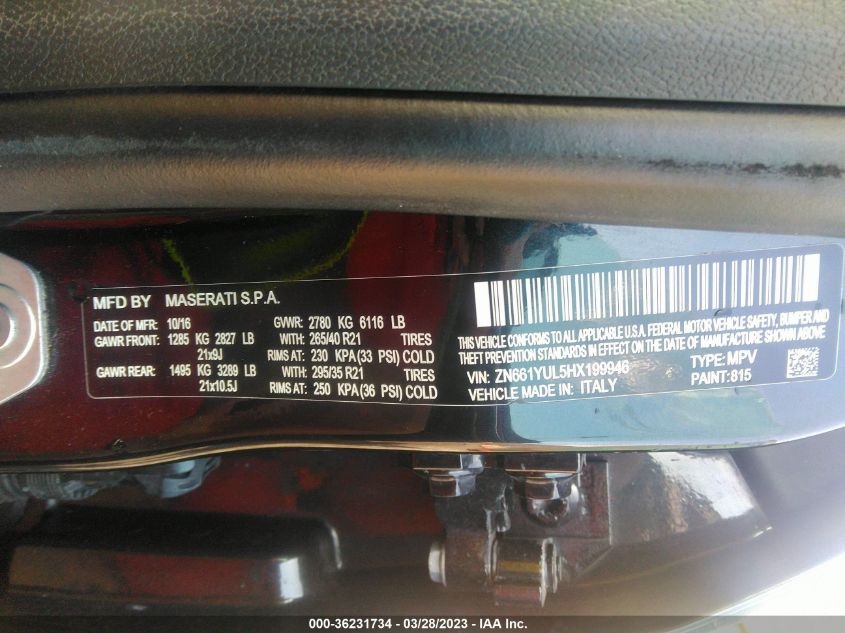 MFD BY MASERATI S.P.A.
DATE OF MFR: 10/16 GVWR: 2780 KG 6116 LB
GAWR FRONT: 1285 KG 2827 LB WITH: 265/40 R21 TIRES
21x9J RIMS AT: 230 KPA (33 PSI) COLD
GAWR REAR: 1495 KG 3289 LB WITH: 295/35 R21 TIRES
21x10.5J RIMS AT: 250 KPA (36 PSI) COLD
THIS VEHICLE CONFORMS TO ALL APPLICABLE U.S.A. FEDERAL MOTOR VEHICLE SAFETY, BUMPER AND
THEFT PREVENTION STANDARDS IN EFFECT ON THE DATE OF MANUFACTURE SHOWN ABOVE
VIN: ZN661YUL5HX199946 TYPE: MPV
VEHICLE MADE IN: ITALY PAINT: 815
000-36231734 — 03/28/2023 — IAA Inc.